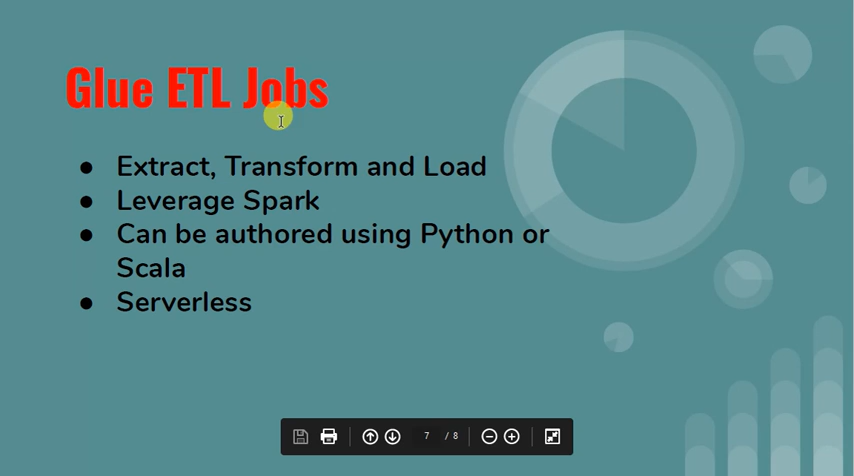 Glue ETL Jobs
● Extract, Transform and Load
● Leverage Spark
● Can be authored using Python or
Scala
● Serverless
7 / 8